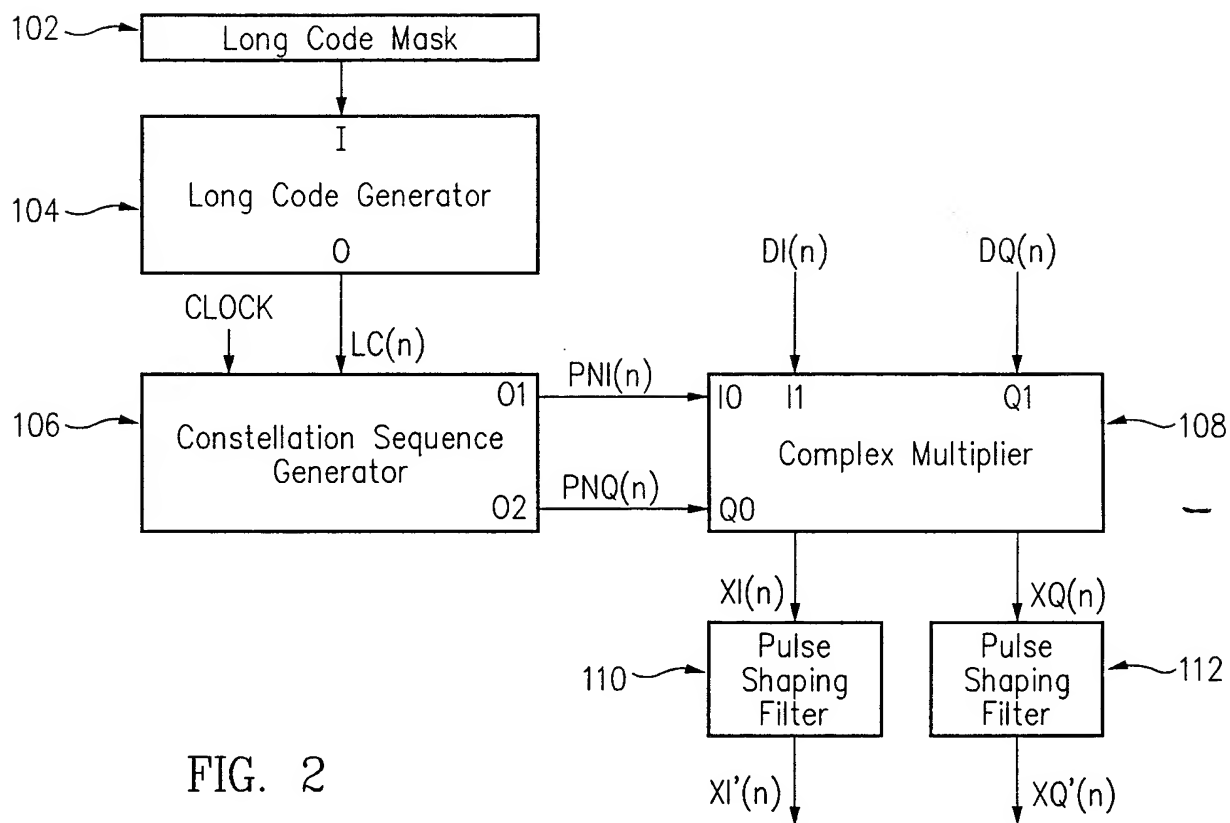 102
Long Code Mask
I
104
Long Code Generator
O
DI(n)
DQ(n)
CLOCK
LC(n)
O1
PNI(n)
I0
I1
Q1
106
Constellation Sequence
Generator
Complex Multiplier
108
O2
PNQ(n)
Q0
XI(n)
XQ(n)
110
Pulse
Shaping
Filter
Pulse
Shaping
Filter
112
FIG. 2
XI'(n)
XQ'(n)